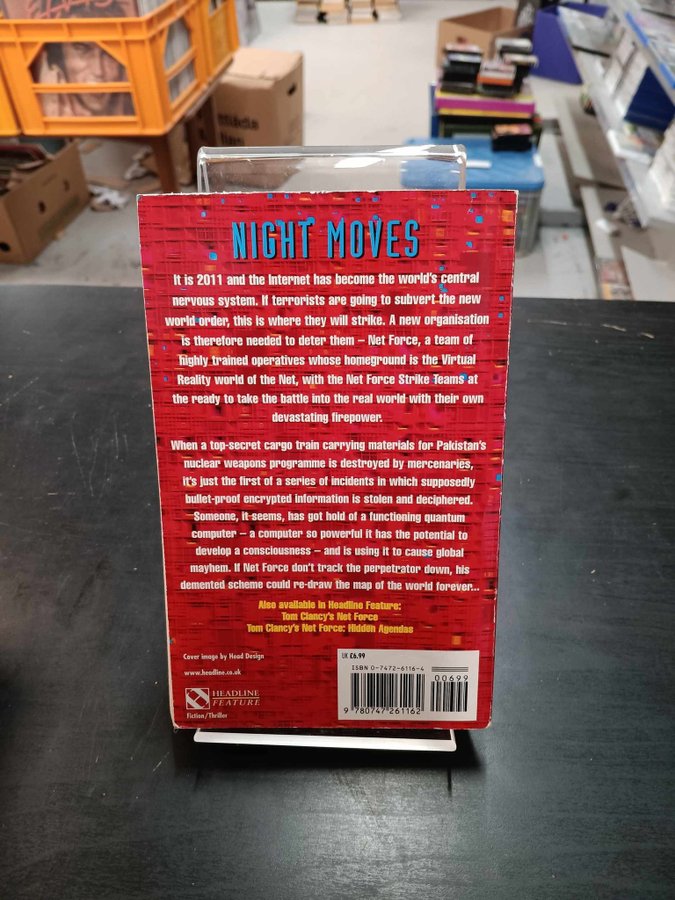 NIGHT MOVES
It is 2011 and the Internet has become the world's central
nervous system. If terrorists are going to subvert the new
world order, this is where they will strike. A new organisation
is therefore needed to deter them – Net Force, a team of
highly trained operatives whose homeground is the Virtual
Reality world of the Net, with the Net Force Strike Teams at
the ready to take the battle into the real world with their own
devastating firepower.
When a top-secret cargo train carrying materials for Pakistan's
nuclear weapons programme is destroyed by mercenaries,
it's just the first of a series of incidents in which supposedly
bullet-proof encrypted information is stolen and deciphered.
Someone, it seems, has got hold of a functioning quantum
computer – a computer so powerful it has the potential to
develop a consciousness – and is using it to cause global
mayhem. If Net Force don't track the perpetrator down, his
demented scheme could re-draw the map of the world forever...
Also available in Headline Feature:
Tom Clancy's Net Force
Tom Clancy's Net Force: Hidden Agendas
Cover image by Head Design
www.headline.co.uk
HEADLINE
FEATURE
Fiction/Thriller
UK £6.99
ISBN 0-7472-6116-4
00699
9 780747 261162